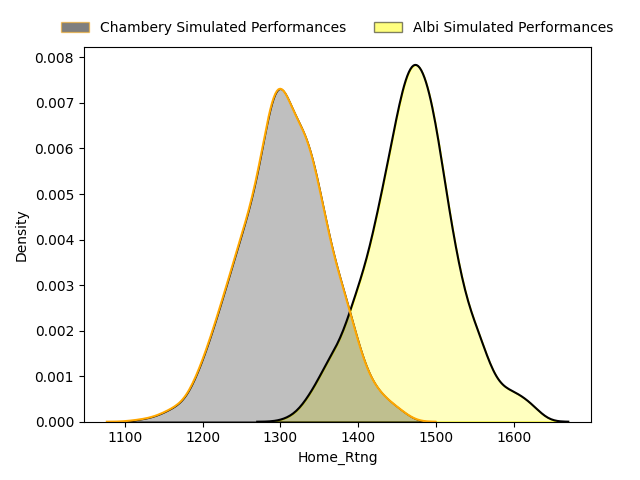 Chambery Simulated Performances
Albi Simulated Performances
0.008
0.007
0.006
0.005
0.004
0.003
0.002
0.001
0.000
Density
1100 1200 1300 1400 1500 1600
Home_Rtng